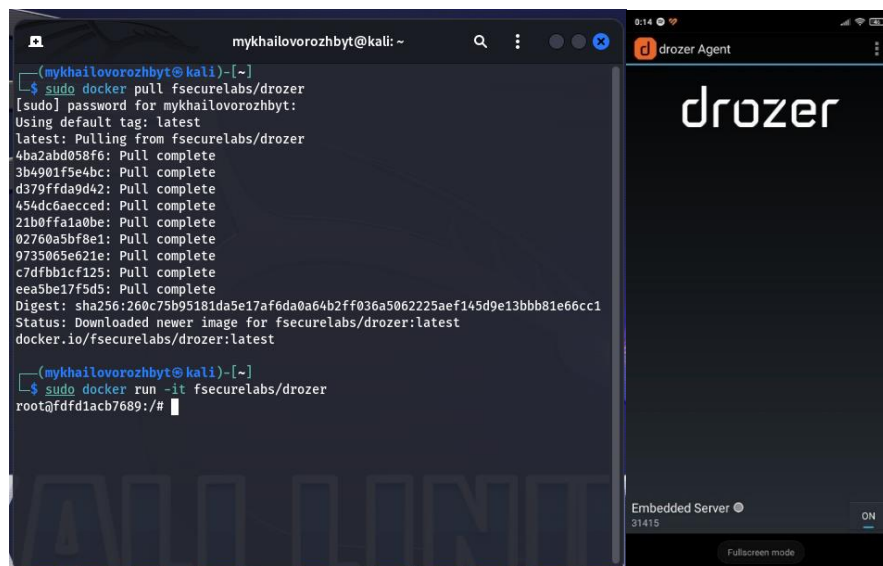 mykhailovorozhbyt@kali: ~
(mykhailovorozhbyt㉿kali)-[~]
$ sudo docker pull fsecurelabs/drozer
[sudo] password for mykhailovorozhbyt:
Using default tag: latest
latest: Pulling from fsecurelabs/drozer
4ba2abd058f6: Pull complete
3b4901f5e4bc: Pull complete
d379ffda9d42: Pull complete
454dc6aecced: Pull complete
21b0ffa1a0be: Pull complete
02760a5bf8e1: Pull complete
9735065e621e: Pull complete
c7dfbb1cf125: Pull complete
eea5be17f5d5: Pull complete
Digest: sha256:260c75b95181da5e17af6da0a64b2ff036a5062225aef145d9e13bbb81e66cc1
Status: Downloaded newer image for fsecurelabs/drozer:latest
docker.io/fsecurelabs/drozer:latest
(mykhailovorozhbyt㉿kali)-[~]
$ sudo docker run -it fsecurelabs/drozer
root@fdfd1acb7689:/#
0:14
d drozer Agent
drozer
Embedded Server
31415
ON
Fullscreen mode